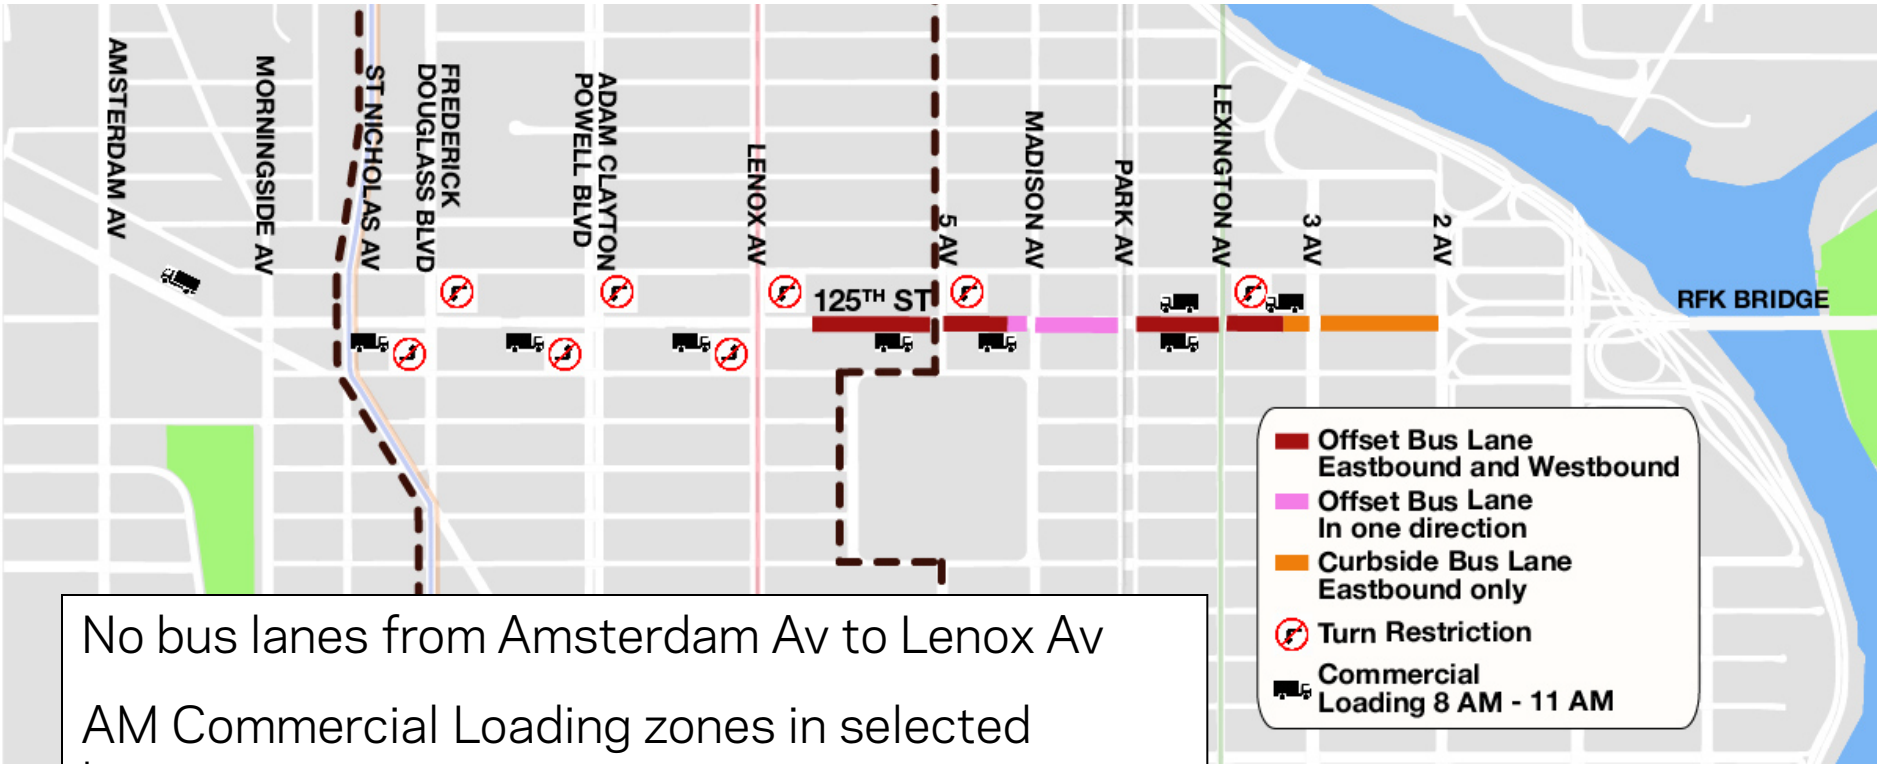 AMSTERDAM AV
MORNINGSIDE AV
ST NICHOLAS AV
FREDERICK
DOUGLASS BLVD
ADAM CLAYTON
POWELL BLVD
LENOX AV
5 AV
MADISON AV
PARK AV
LEXINGTON AV
3 AV
2 AV
125TH ST
RFK BRIDGE
Offset Bus Lane
Eastbound and Westbound
Offset Bus Lane
In one direction
Curbside Bus Lane
Eastbound only
Turn Restriction
Commercial
Loading 8 AM - 11 AM
No bus lanes from Amsterdam Av to Lenox Av
AM Commercial Loading zones in selected